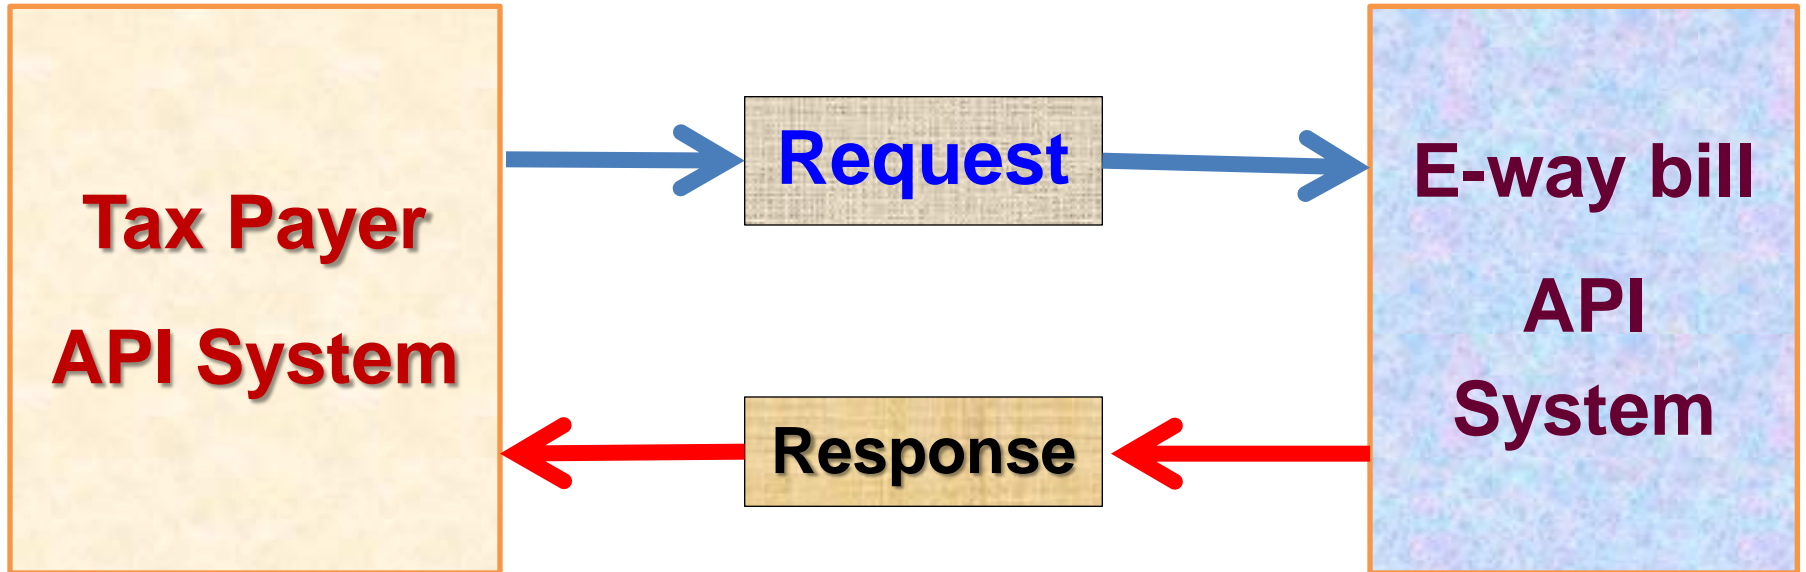 Tax Payer
API System
Request
Response
E-way bill
API
System